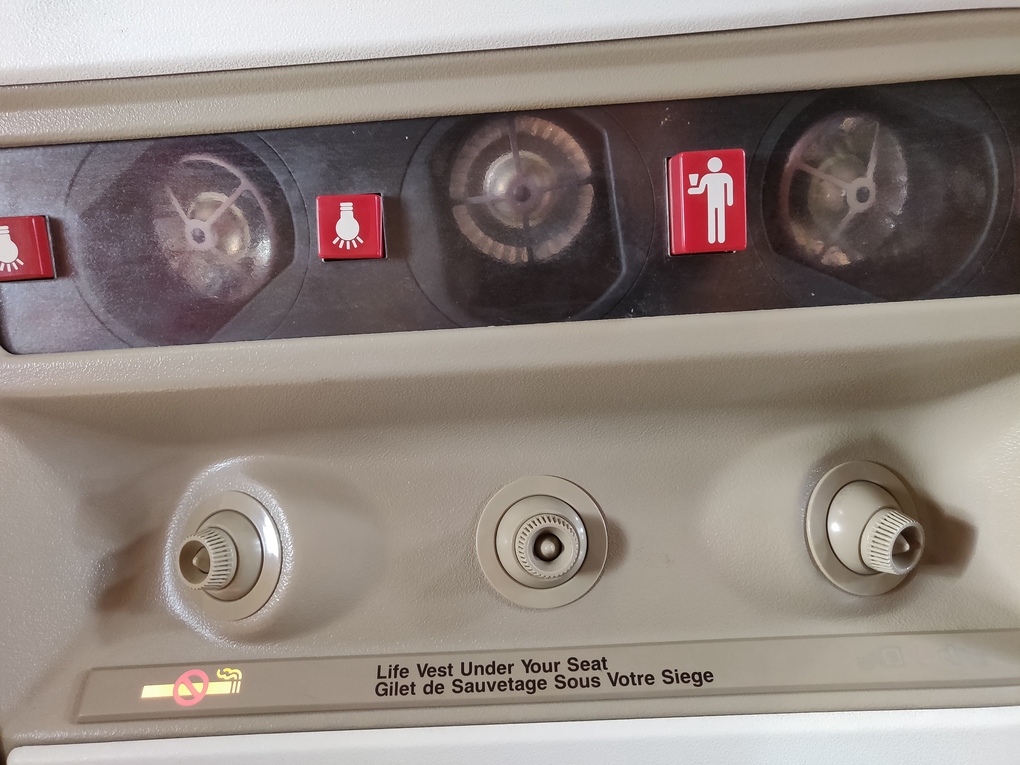 Life Vest Under Your Seat
Gilet de Sauvetage Sous Votre Siege